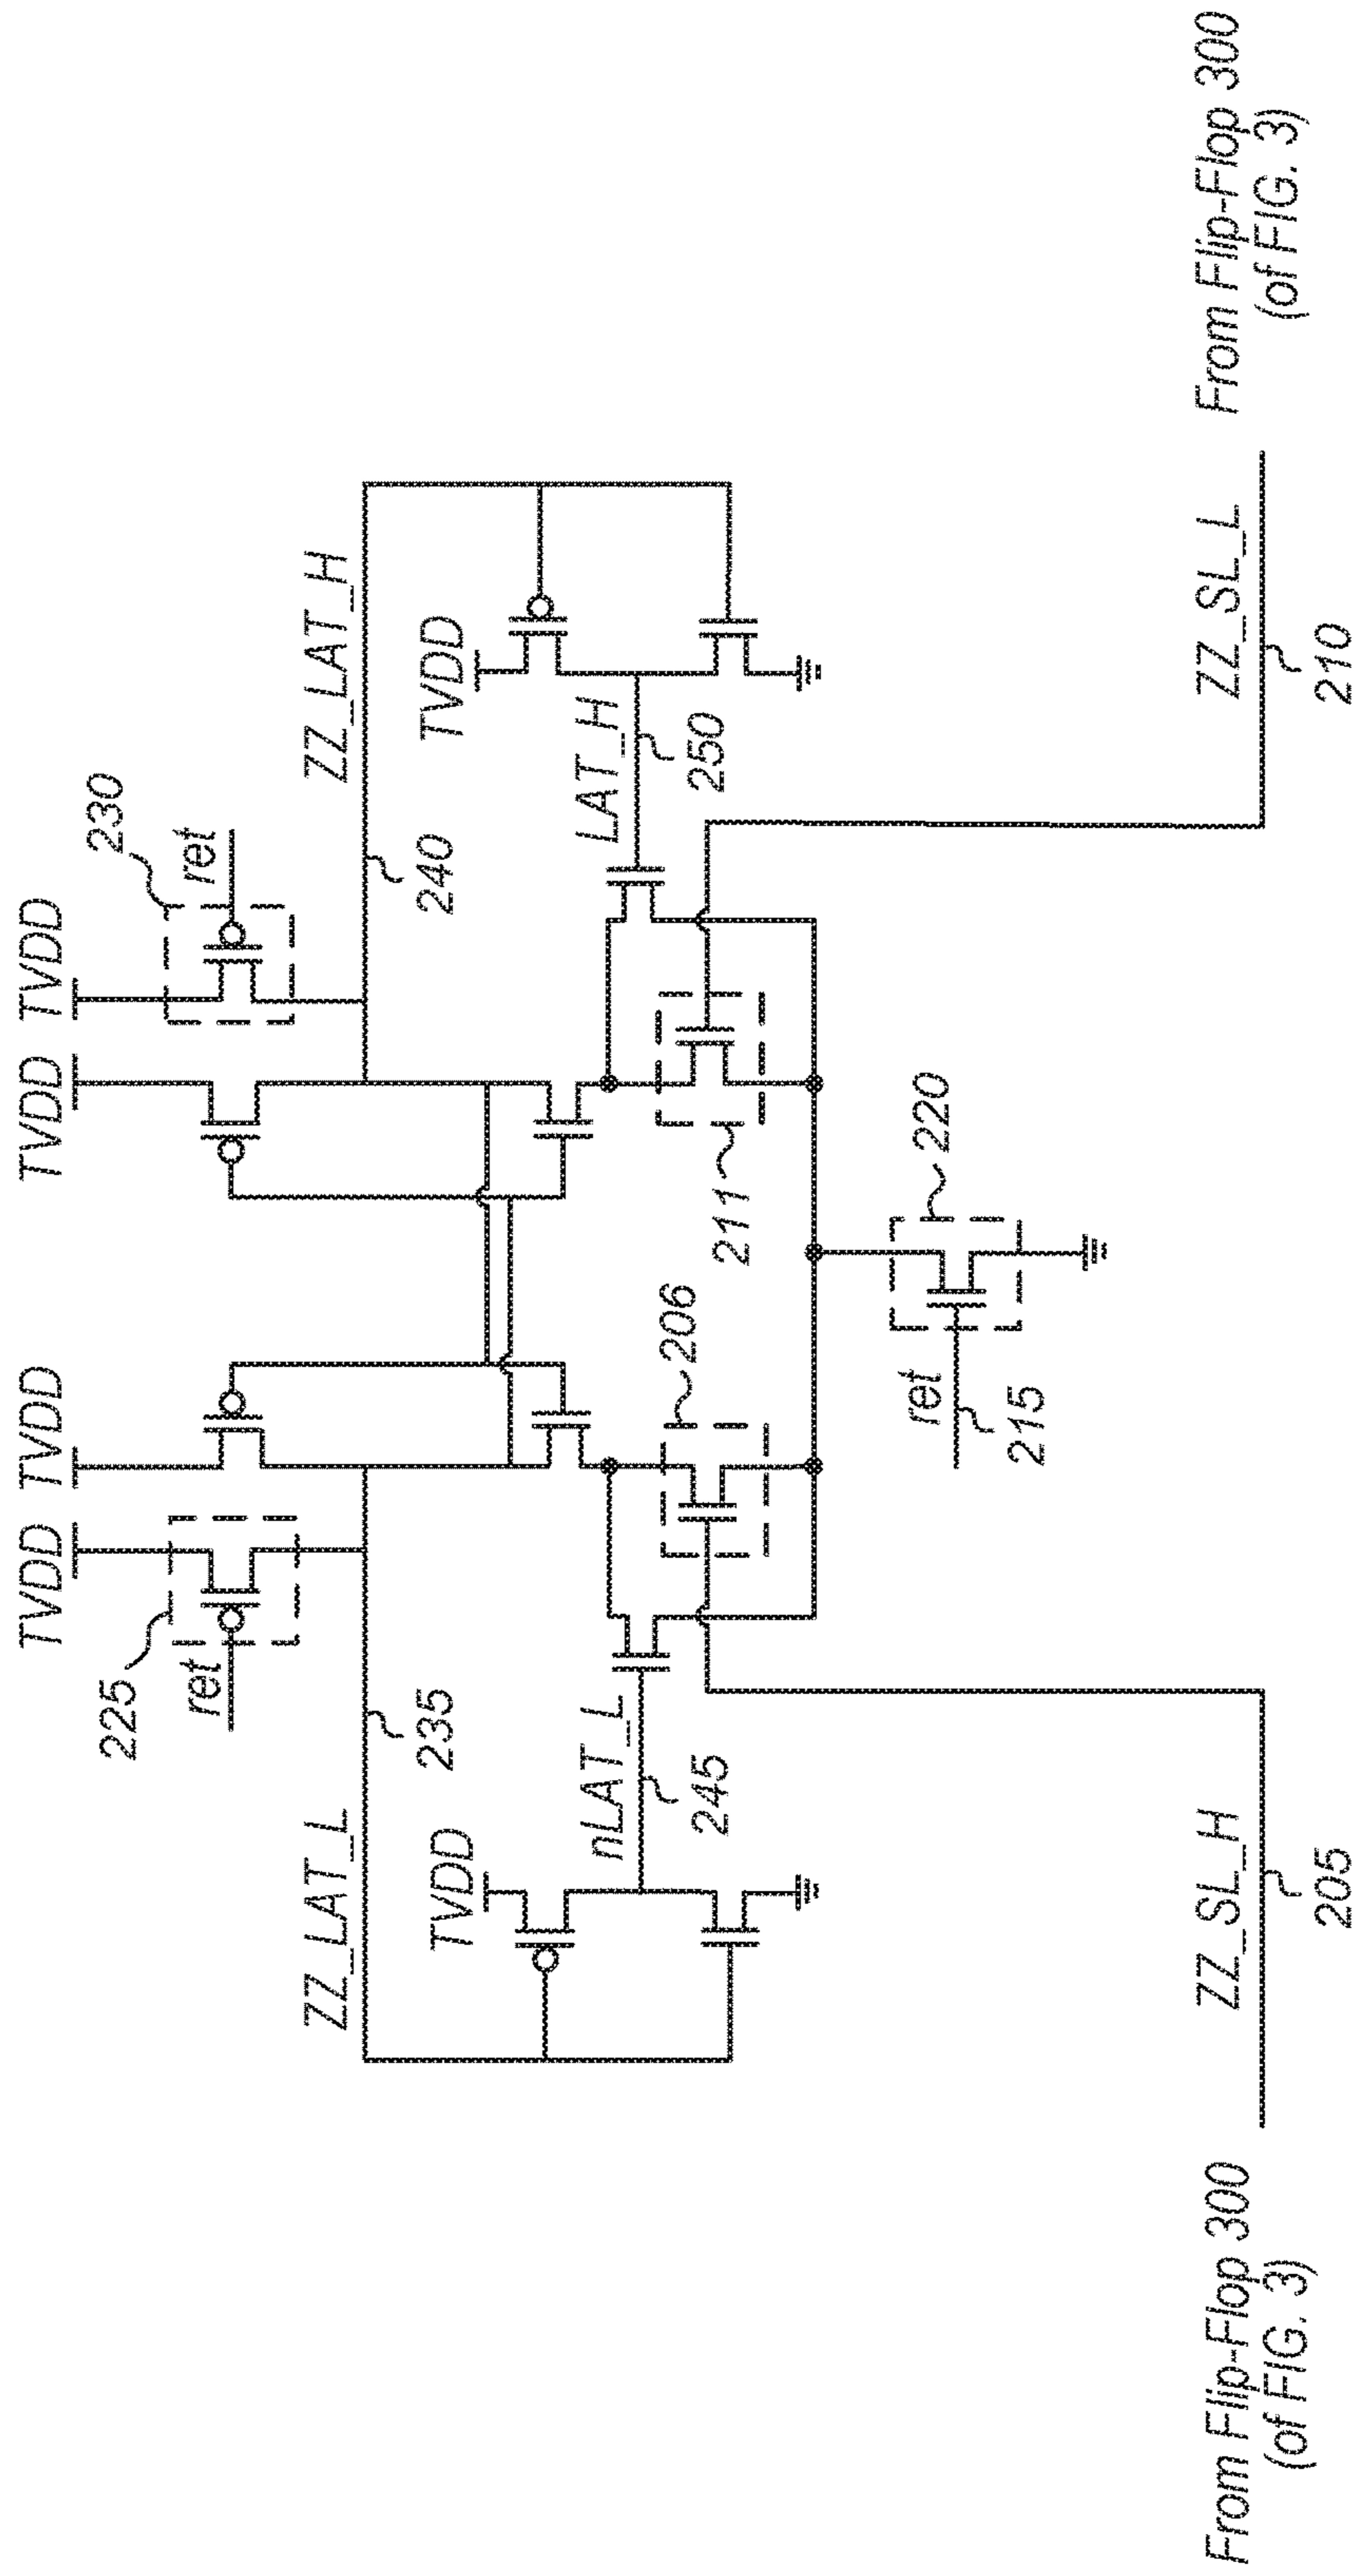 TVDD
TVDD
TVDD
TVDD
225
ret
230
ret
ZZ_LAT_L
235
ZZ_LAT_H
240
TVDD
nLAT_L
245
TVDD
LAT_H
250
206
211
ret
215
220
From Flip-Flop 300
(of FIG. 3)
ZZ_SL_H
205
ZZ_SL_L
210
From Flip-Flop 300
(of FIG. 3)